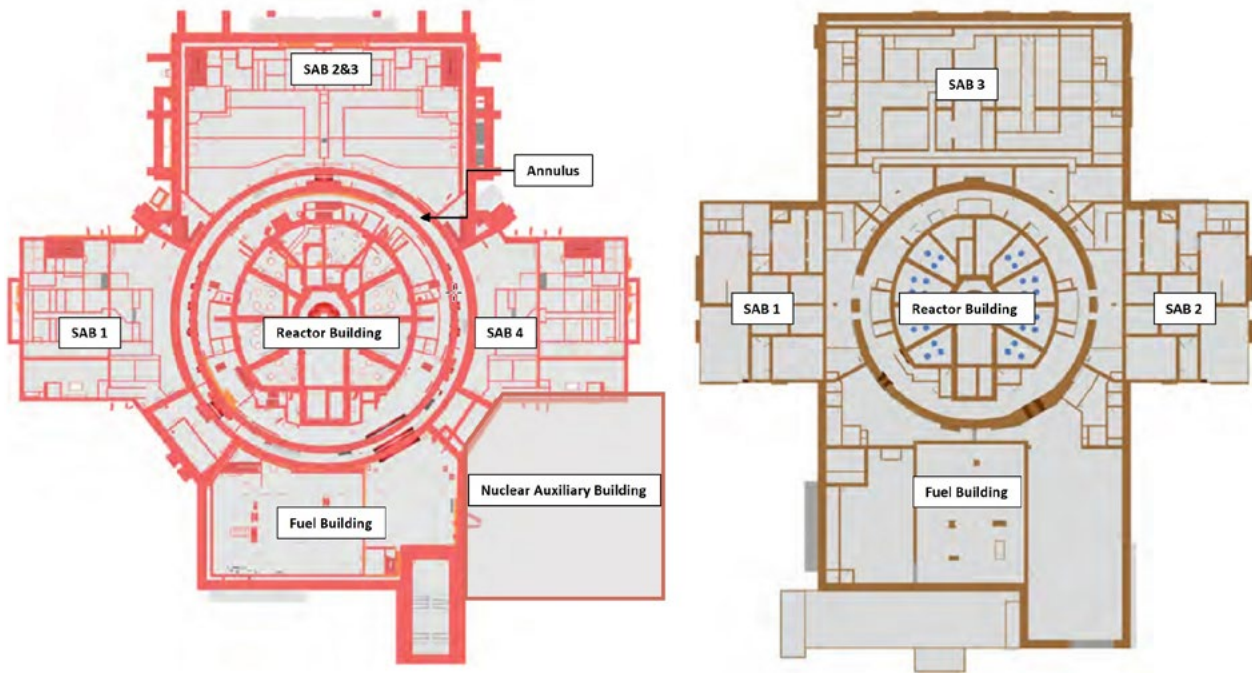 SAB 2&3
Annulus
SAB 1
Reactor Building
SAB 4
Nuclear Auxiliary Building
Fuel Building
SAB 3
SAB 1
Reactor Building
SAB 2
Fuel Building